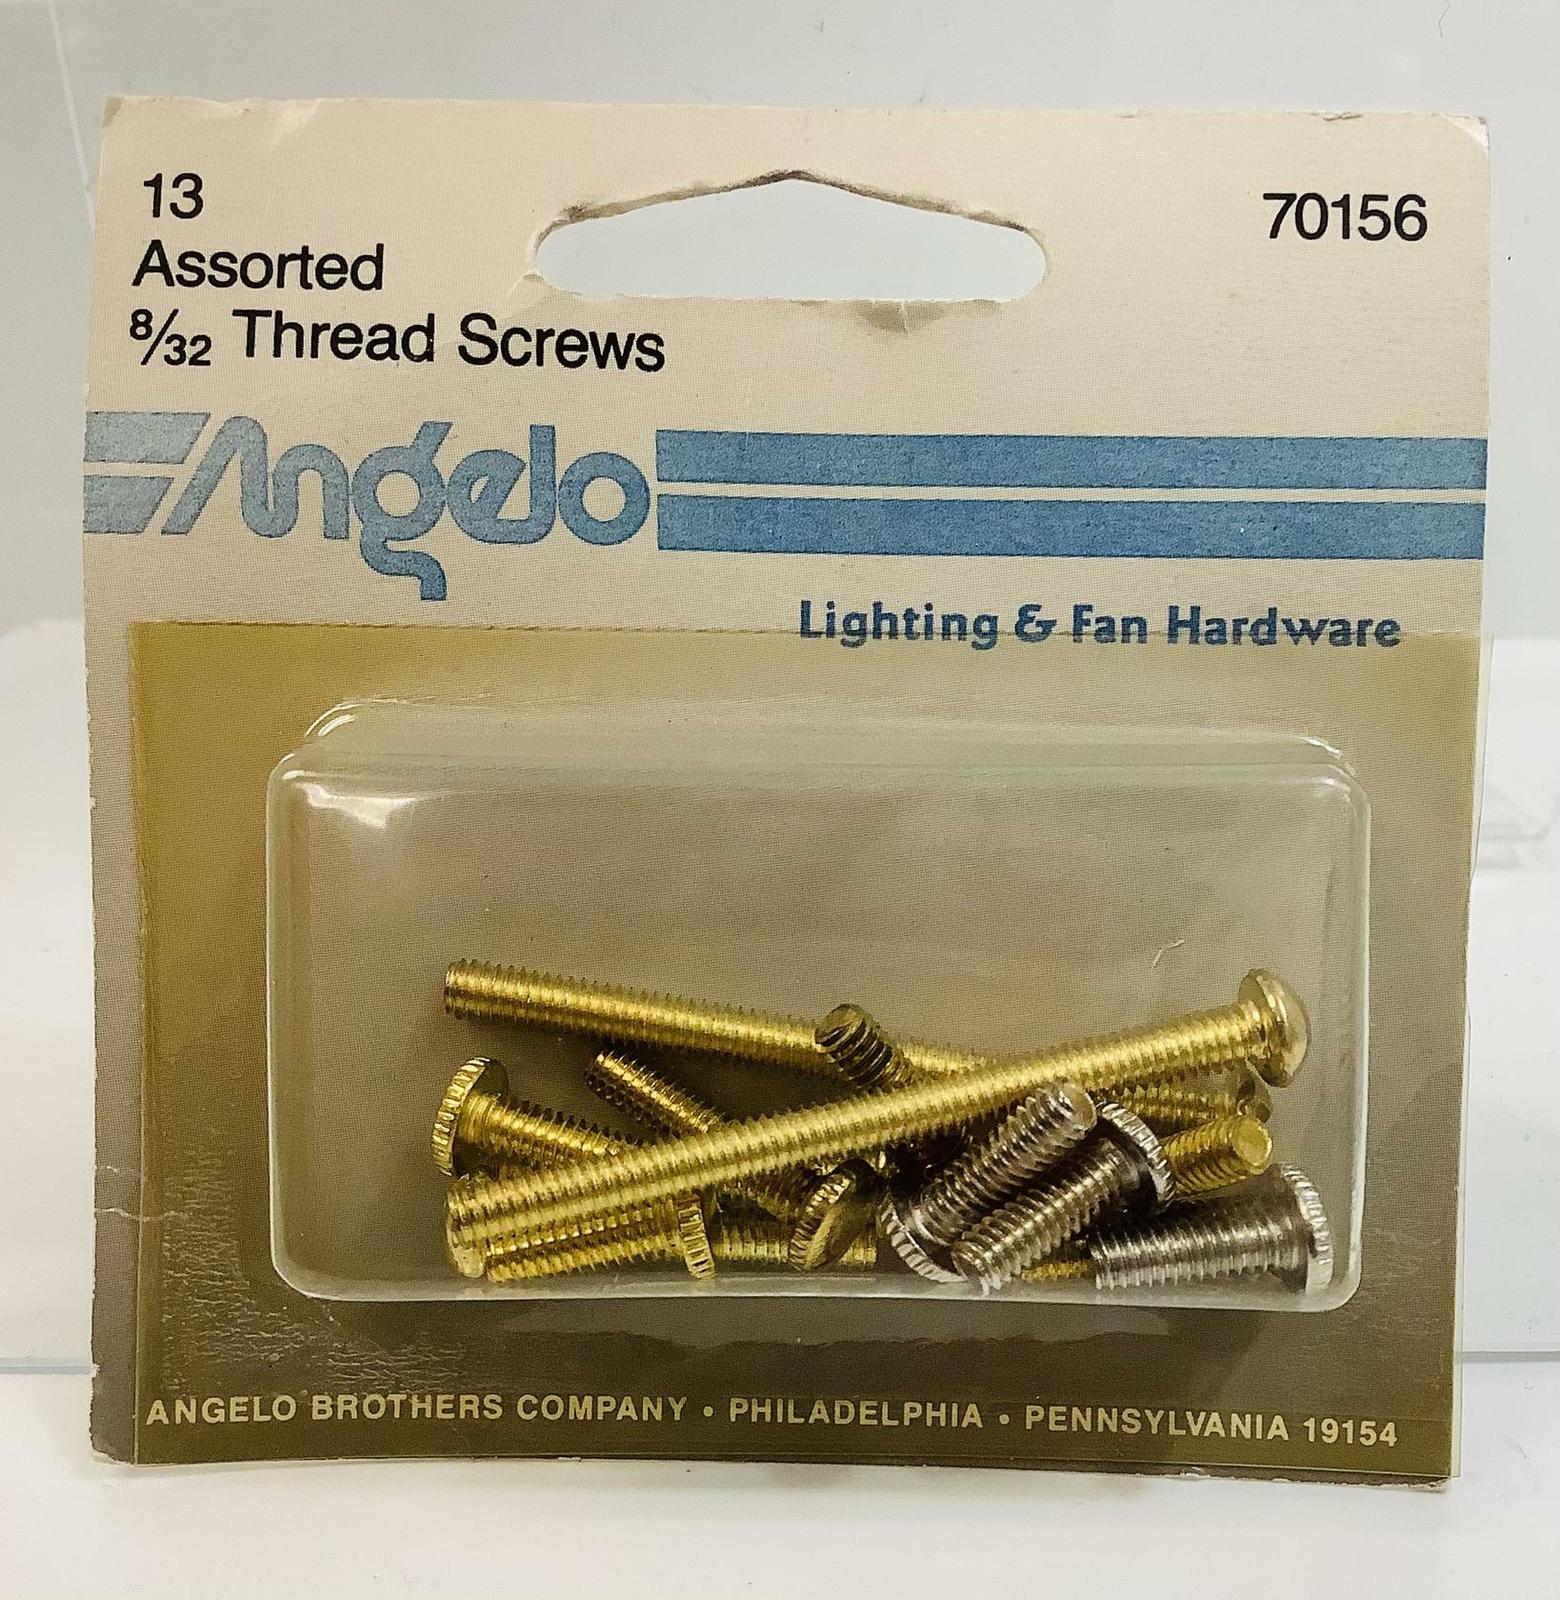 13
Assorted
8/32 Thread Screws
70156
Angelo
Lighting & Fan Hardware
ANGELO BROTHERS COMPANY • PHILADELPHIA • PENNSYLVANIA 19154